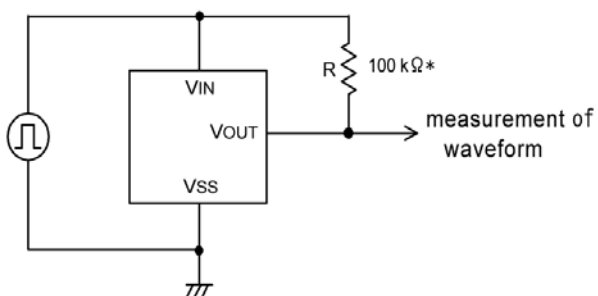 R
100 kΩ*
VIN
VOUT
measurement of
waveform
VSS